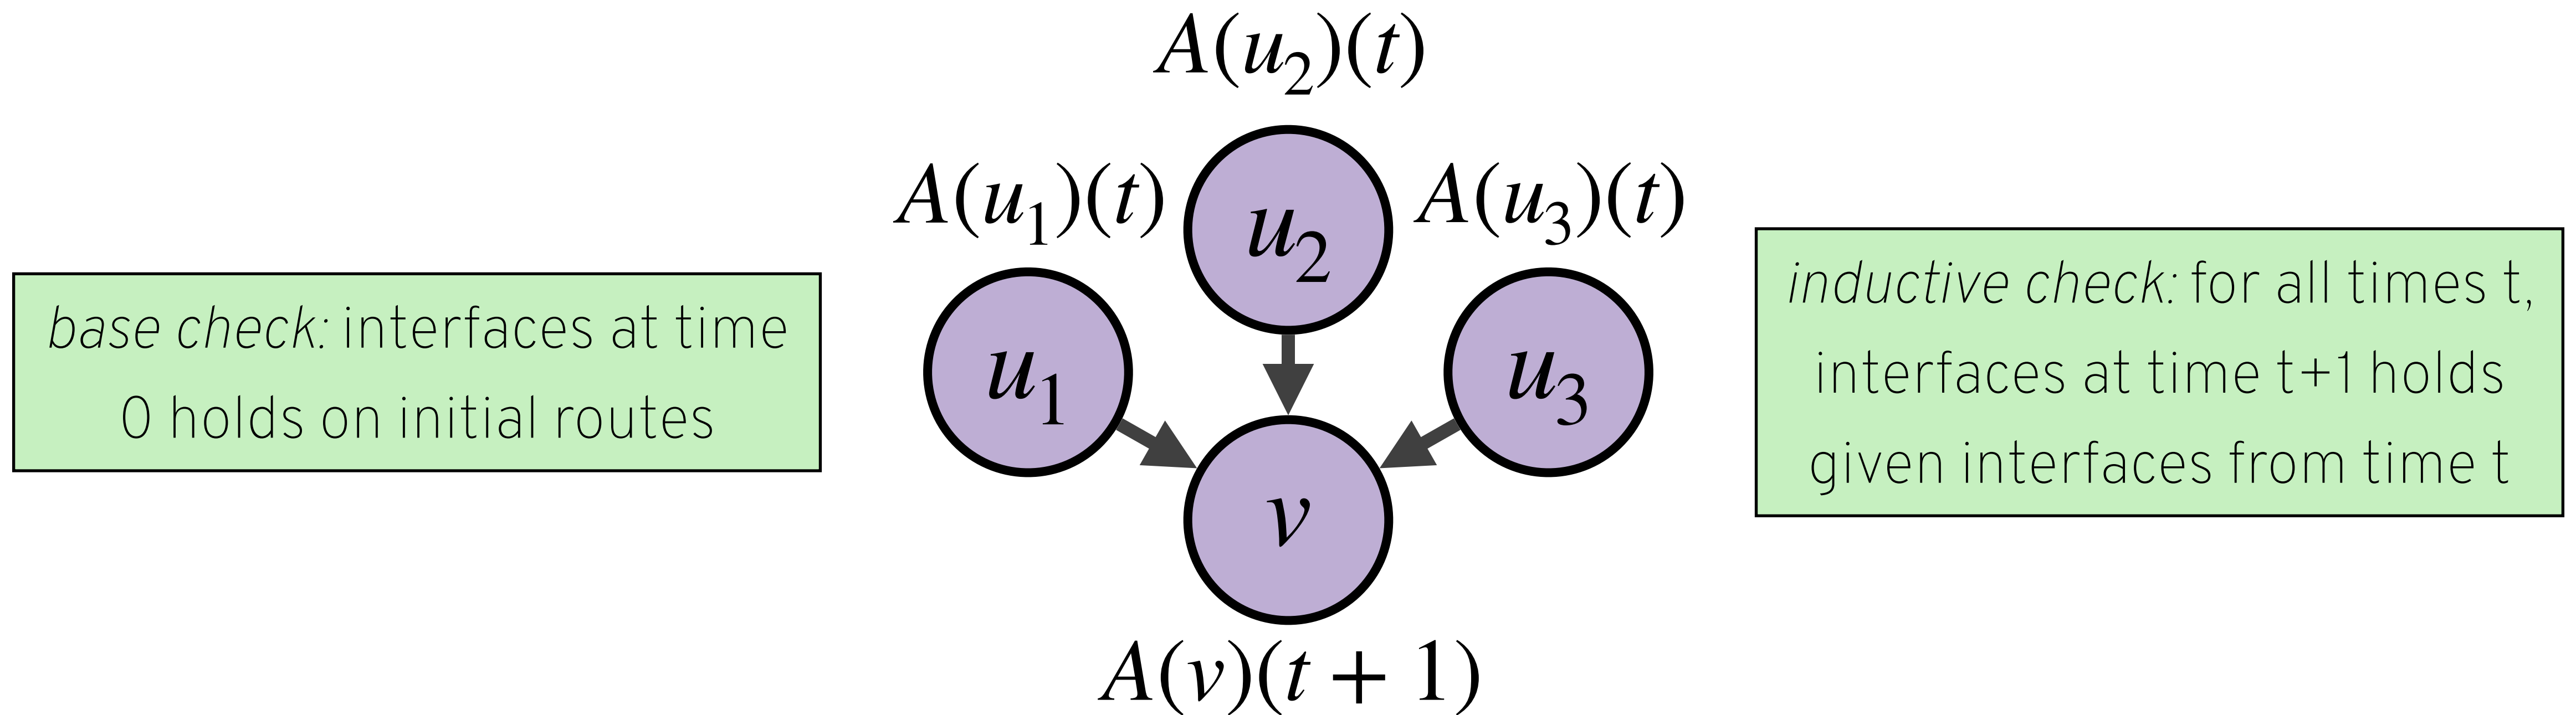 A(u₂)(t)
A(u₁)(t)
A(u₃)(t)
u₂
u₁
u₃
v
A(v)(t + 1)
base check: interfaces at time
0 holds on initial routes
inductive check: for all times t,
interfaces at time t+1 holds
given interfaces from time t